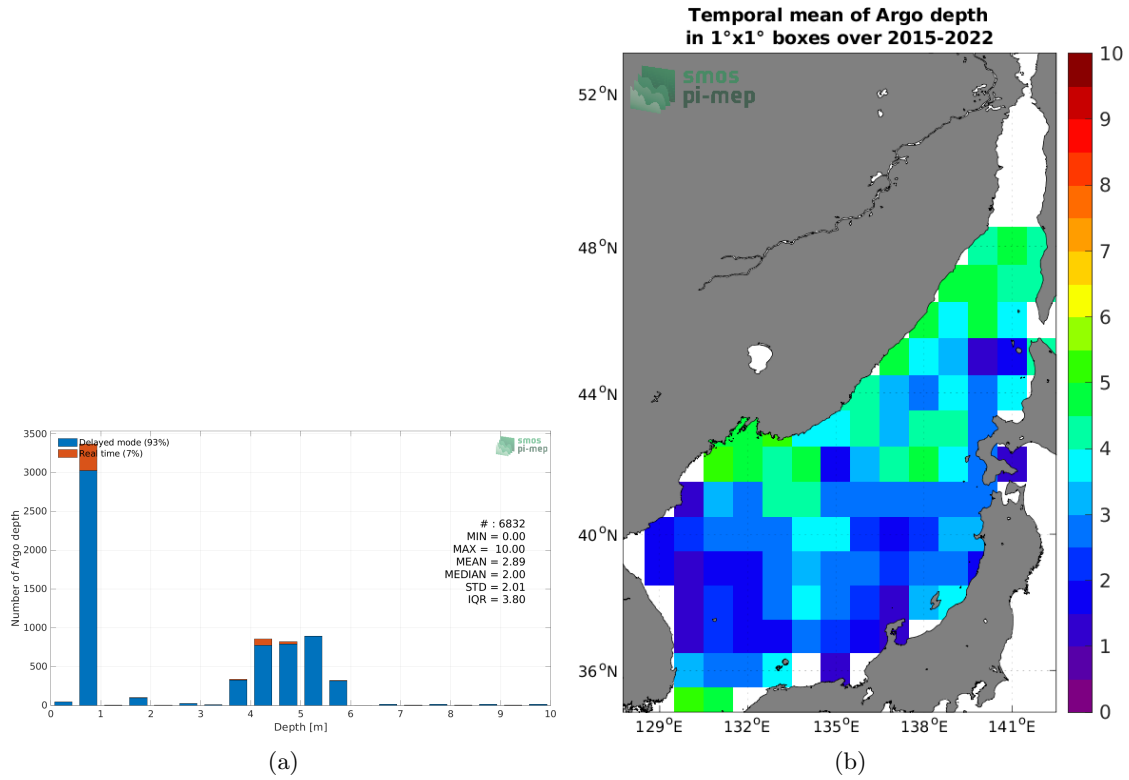 3500
3000
2500
2000
1500
1000
500
0
Number of Argo depth
Delayed mode (93%)
Real time (7%)
smos
pi-mep
# : 6832
MIN = 0.00
MAX = 10.00
MEAN = 2.89
MEDIAN = 2.00
STD = 2.01
IQR = 3.80
0 1 2 3 4 5 6 7 8 9 10
Depth [m]
(a)
Temporal mean of Argo depth
in 1°x1° boxes over 2015-2022
smos
pi-mep
52°N
48°N
44°N
40°N
36°N
129°E 132°E 135°E 138°E 141°E
10
9
8
7
6
5
4
3
2
1
0
(b)